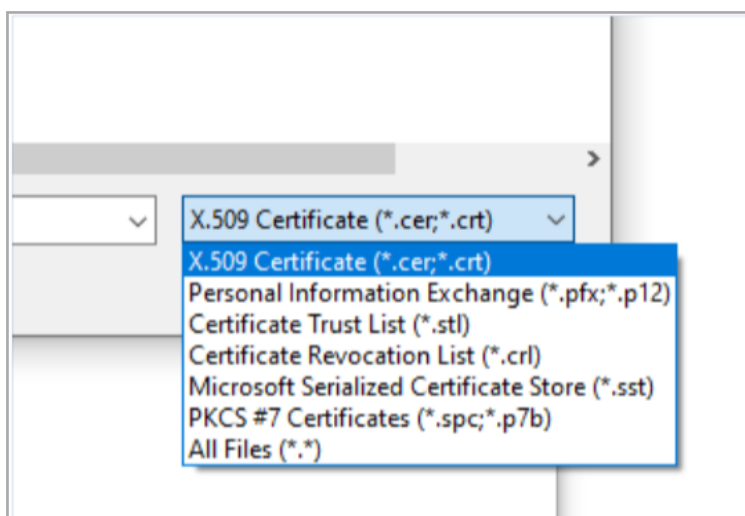 X.509 Certificate (*.cer;*.crt)
X.509 Certificate (*.cer;*.crt)
Personal Information Exchange (*.pfx;*.p12)
Certificate Trust List (*.stl)
Certificate Revocation List (*.crl)
Microsoft Serialized Certificate Store (*.sst)
PKCS #7 Certificates (*.spc;*.p7b)
All Files (*.*)